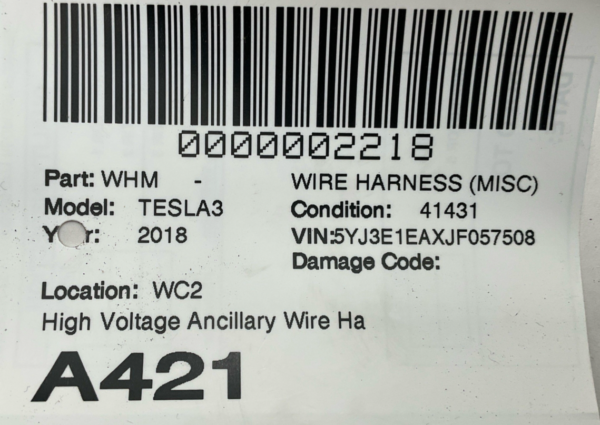 0000002218
Part: WHM - WIRE HARNESS (MISC)
Model: TESLA3 Condition: 41431
Y r: 2018 VIN:5YJ3E1EAXJF057508
Damage Code:
Location: WC2
High Voltage Ancillary Wire Ha
A421